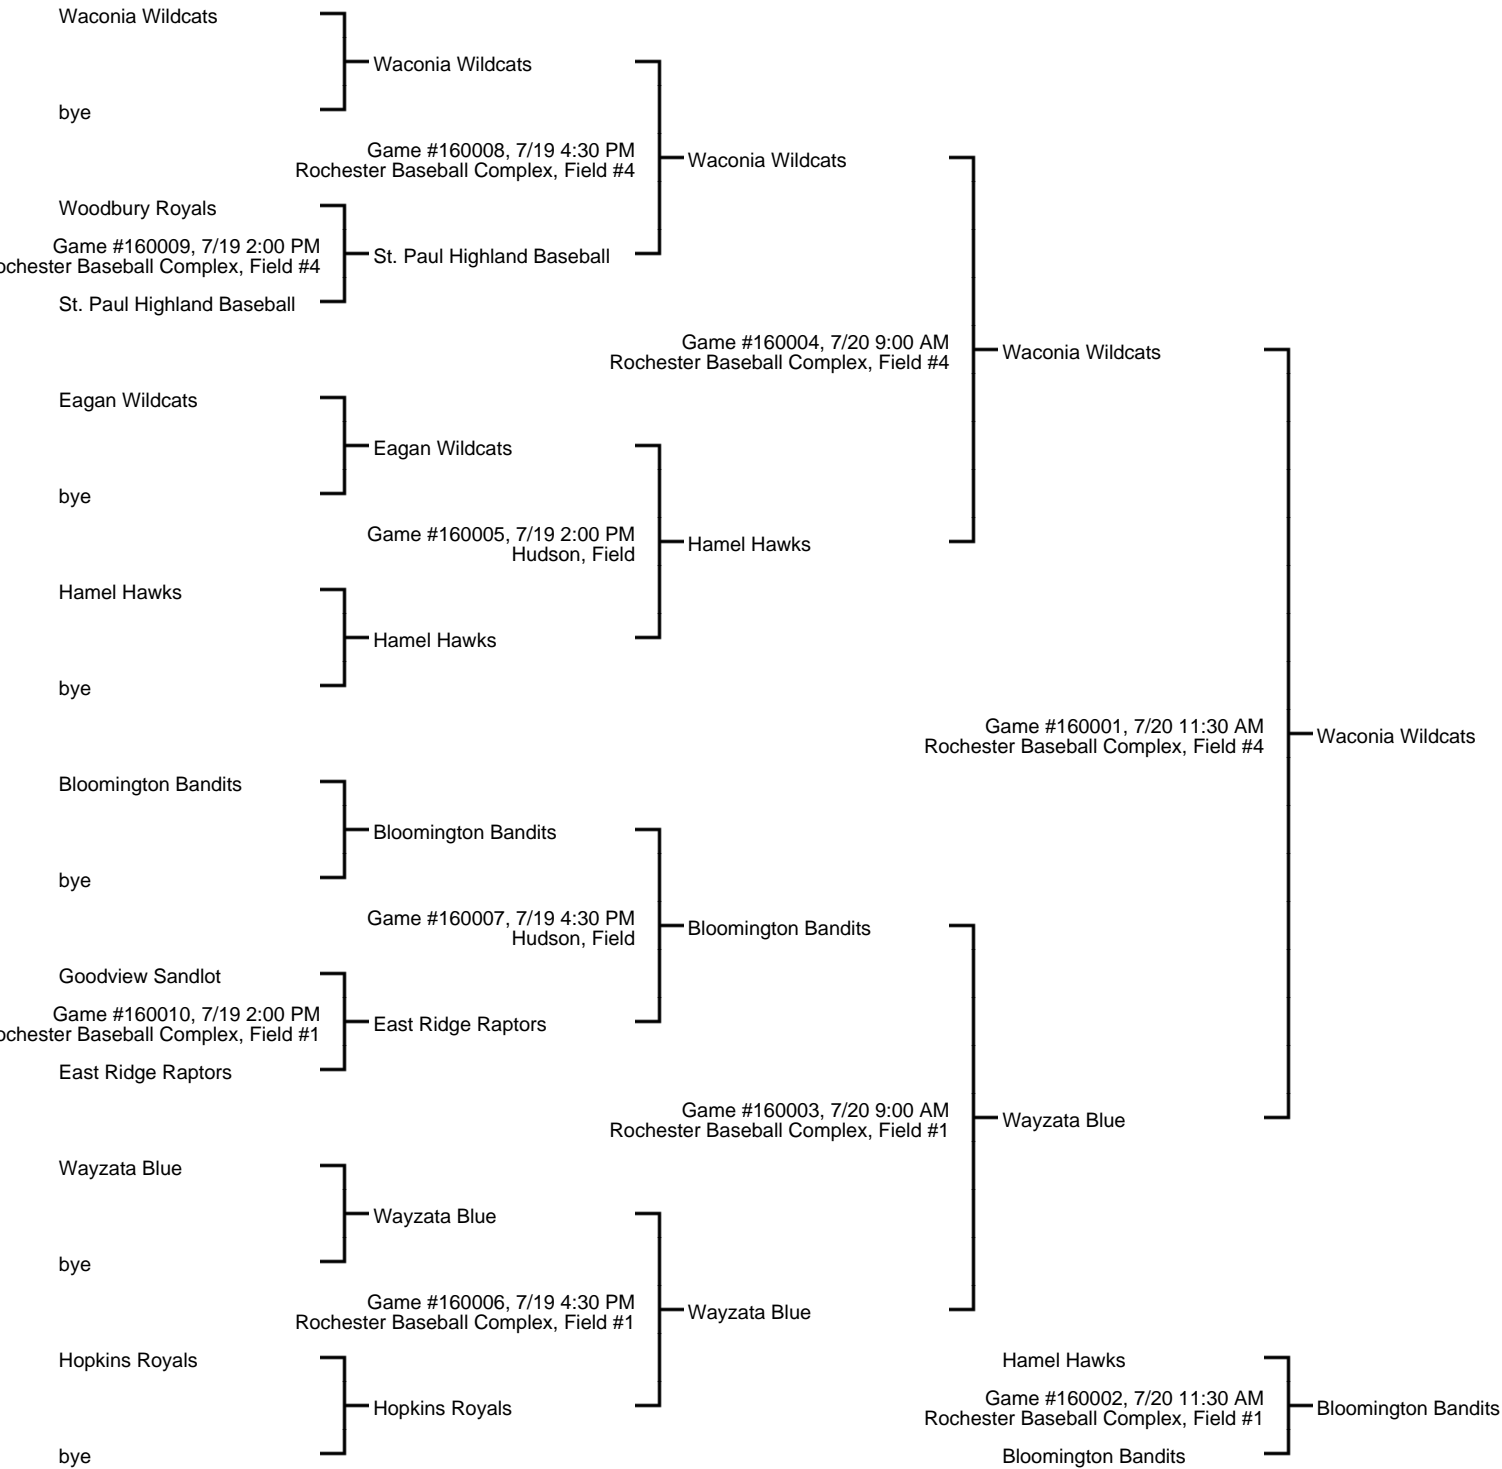 Waconia Wildcats
Waconia Wildcats
bye
Game #160008, 7/19 4:30 PM
Rochester Baseball Complex, Field #4
Waconia Wildcats
Woodbury Royals
Game #160009, 7/19 2:00 PM
ochester Baseball Complex, Field #4
St. Paul Highland Baseball
St. Paul Highland Baseball
Game #160004, 7/20 9:00 AM
Rochester Baseball Complex, Field #4
Waconia Wildcats
Eagan Wildcats
Eagan Wildcats
bye
Game #160005, 7/19 2:00 PM
Hudson, Field
Hamel Hawks
Hamel Hawks
Hamel Hawks
bye
Game #160001, 7/20 11:30 AM
Rochester Baseball Complex, Field #4
Waconia Wildcats
Bloomington Bandits
Bloomington Bandits
bye
Game #160007, 7/19 4:30 PM
Hudson, Field
Bloomington Bandits
Goodview Sandlot
Game #160010, 7/19 2:00 PM
ochester Baseball Complex, Field #1
East Ridge Raptors
East Ridge Raptors
Game #160003, 7/20 9:00 AM
Rochester Baseball Complex, Field #1
Wayzata Blue
Wayzata Blue
Wayzata Blue
bye
Game #160006, 7/19 4:30 PM
Rochester Baseball Complex, Field #1
Wayzata Blue
Hopkins Royals
Hopkins Royals
bye
Hamel Hawks
Game #160002, 7/20 11:30 AM
Rochester Baseball Complex, Field #1
Bloomington Bandits
Bloomington Bandits